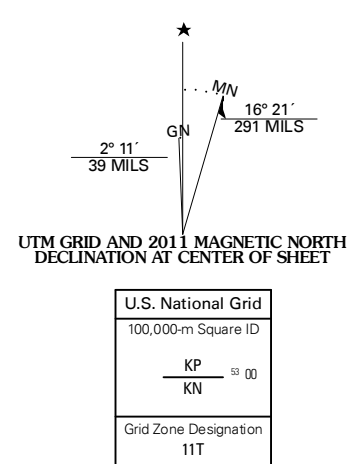 MN
GN
16° 21´
291 MILS
2° 11´
39 MILS
UTM GRID AND 2011 MAGNETIC NORTH
DECLINATION AT CENTER OF SHEET
U.S. National Grid
100,000-m Square ID
KP
53 00
KN
Grid Zone Designation
11T